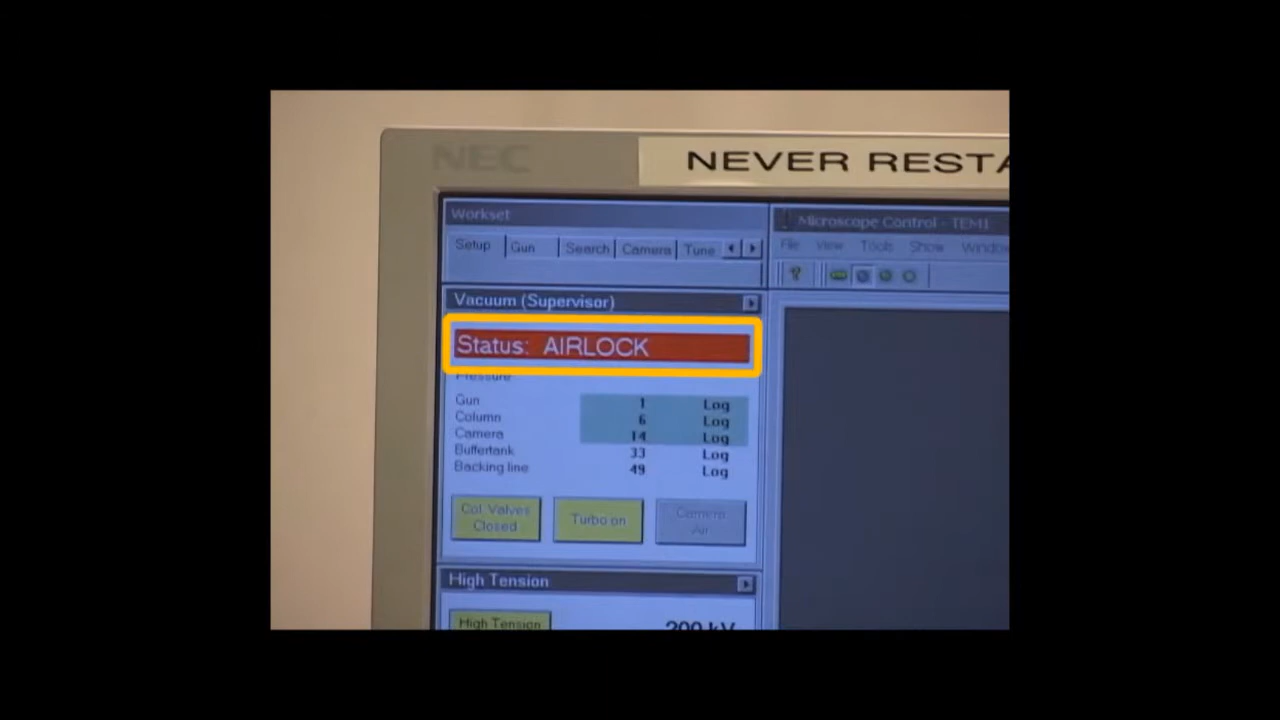 NEC
NEVER RESTA
Workset
Microscope Control - TEM1
Setup Gun Search Camera Tune
File View Tools Show Window
Vacuum (Supervisor)
Status: AIRLOCK
Pressure
Gun 1 Log
Column 6 Log
Camera 14 Log
Buffertank 33 Log
Backing line 49 Log
Col. Valves Closed
Turbo on
Camera Air
High Tension
High Tension
200 kV